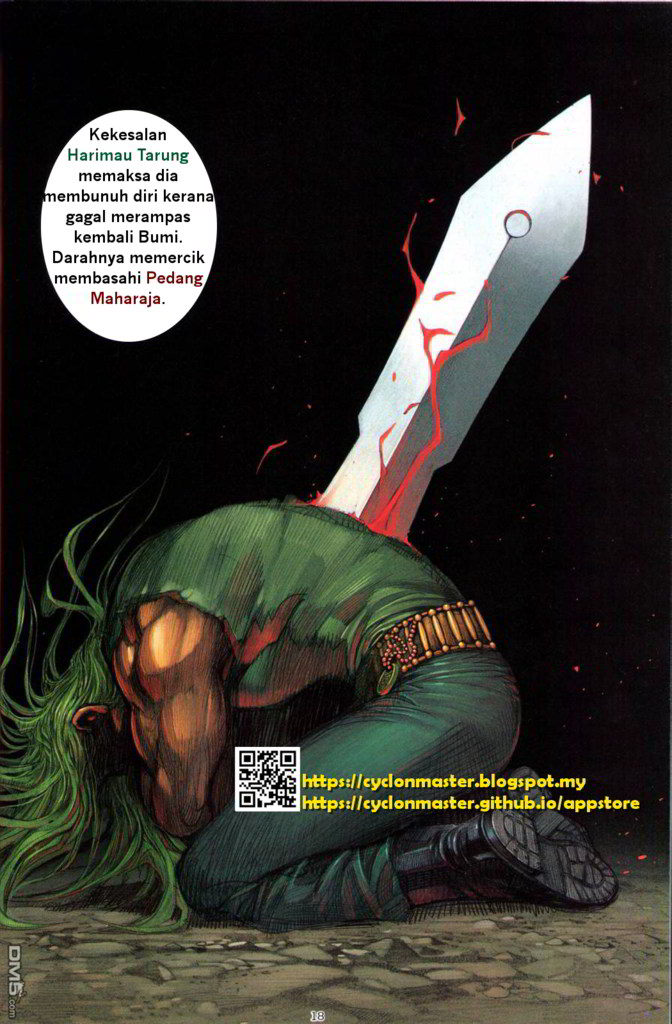 Kekesalan
Harimau Tarung
memaksa dia
membunuh diri kerana
gagal merampas
kembali Bumi.
Darahnya memercik
membasahi Pedang
Maharaja.
https://cyclonmaster.blogspot.my
https://cyclonmaster.github.io/appstore
DM5.com
18